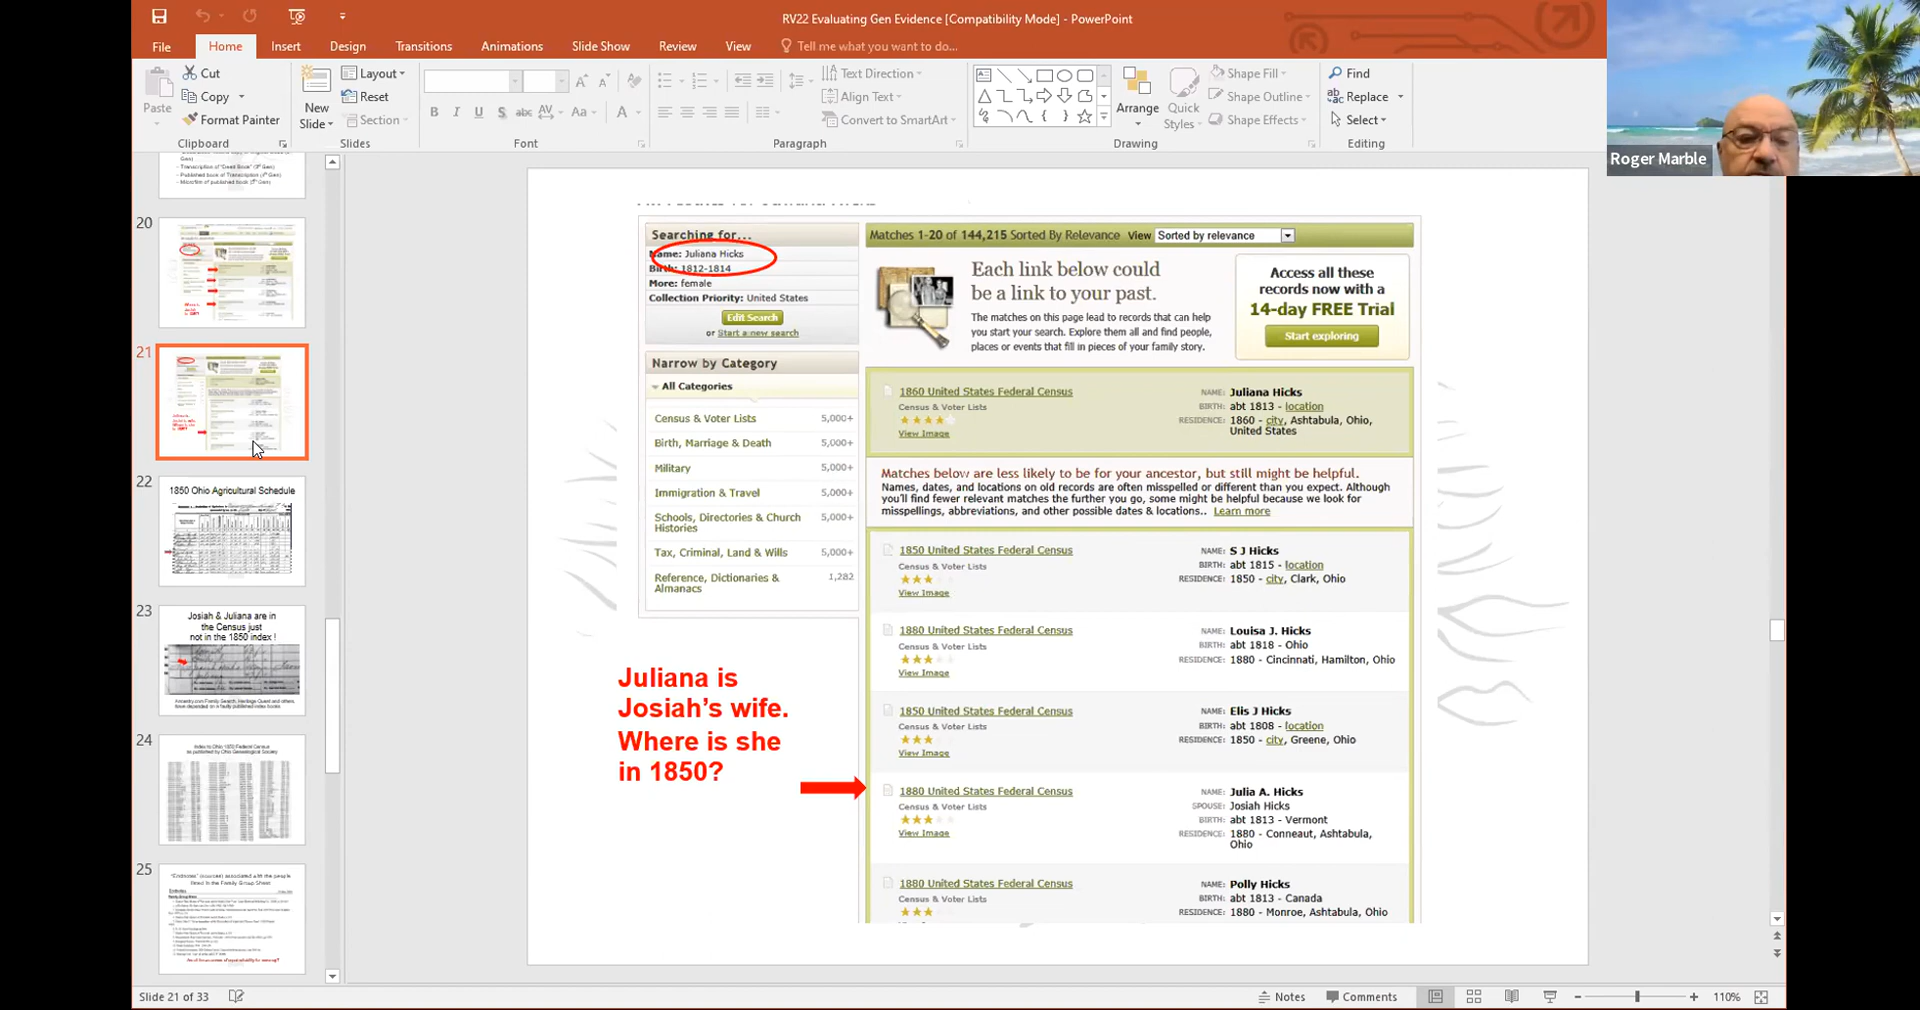 RV22 Evaluating Gen Evidence [Compatibility Mode] - PowerPoint
File Home Insert Design Transitions Animations Slide Show Review View Tell me what you want to do...
Paste
Cut
Copy
Format Painter
Clipboard
New
Slide
Layout
Reset
Section
Slides
B I U S abc AV Aa A
Font
Text Direction
Align Text
Convert to SmartArt
Paragraph
Arrange
Quick
Styles
Shape Fill
Shape Outline
Shape Effects
Drawing
Find
Replace
Select
Editing
Roger Marble
20
21
22
1850 Ohio Agricultural Schedule
23
Josiah & Juliana are in
the Census just
not in the 1850 index !
24
Index to Ohio 1850 Federal Census
as published by Ohio Genealogical Society
25
Searching for...
Name: Juliana Hicks
Birth: 1812-1814
More: female
Collection Priority: United States
Edit Search
or Start a new search
Narrow by Category
All Categories
Census & Voter Lists 5,000+
Birth, Marriage & Death 5,000+
Military 5,000+
Immigration & Travel 5,000+
Schools, Directories & Church 5,000+
Histories
Tax, Criminal, Land & Wills 5,000+
Reference, Dictionaries & 1,282
Almanacs
Juliana is
Josiah's wife.
Where is she
in 1850?
Matches 1-20 of 144,215 Sorted By Relevance View Sorted by relevance
Each link below could
be a link to your past.
The matches on this page lead to records that can help
you start your search. Explore them all and find people,
places or events that fill in pieces of your family story.
Access all these
records now with a
14-day FREE Trial
Start exploring
1860 United States Federal Census
Census & Voter Lists
View Image
NAME: Juliana Hicks
BIRTH: abt 1813 - location
RESIDENCE: 1860 - city, Ashtabula, Ohio,
United States
Matches below are less likely to be for your ancestor, but still might be helpful.
Names, dates, and locations on old records are often misspelled or different than you expect. Although
you'll find fewer relevant matches the further you go, some might be helpful because we look for
misspellings, abbreviations, and other possible dates & locations.. Learn more
1850 United States Federal Census
Census & Voter Lists
View Image
NAME: S J Hicks
BIRTH: abt 1815 - location
RESIDENCE: 1850 - city, Clark, Ohio
1880 United States Federal Census
Census & Voter Lists
View Image
NAME: Louisa J. Hicks
BIRTH: abt 1818 - Ohio
RESIDENCE: 1880 - Cincinnati, Hamilton, Ohio
1850 United States Federal Census
Census & Voter Lists
View Image
NAME: Elis J Hicks
BIRTH: abt 1808 - location
RESIDENCE: 1850 - city, Greene, Ohio
1880 United States Federal Census
Census & Voter Lists
View Image
NAME: Julia A. Hicks
SPOUSE: Josiah Hicks
BIRTH: abt 1813 - Vermont
RESIDENCE: 1880 - Conneaut, Ashtabula,
Ohio
1880 United States Federal Census
Census & Voter Lists
NAME: Polly Hicks
BIRTH: abt 1813 - Canada
RESIDENCE: 1880 - Monroe, Ashtabula, Ohio
Slide 21 of 33
Notes
Comments
110%